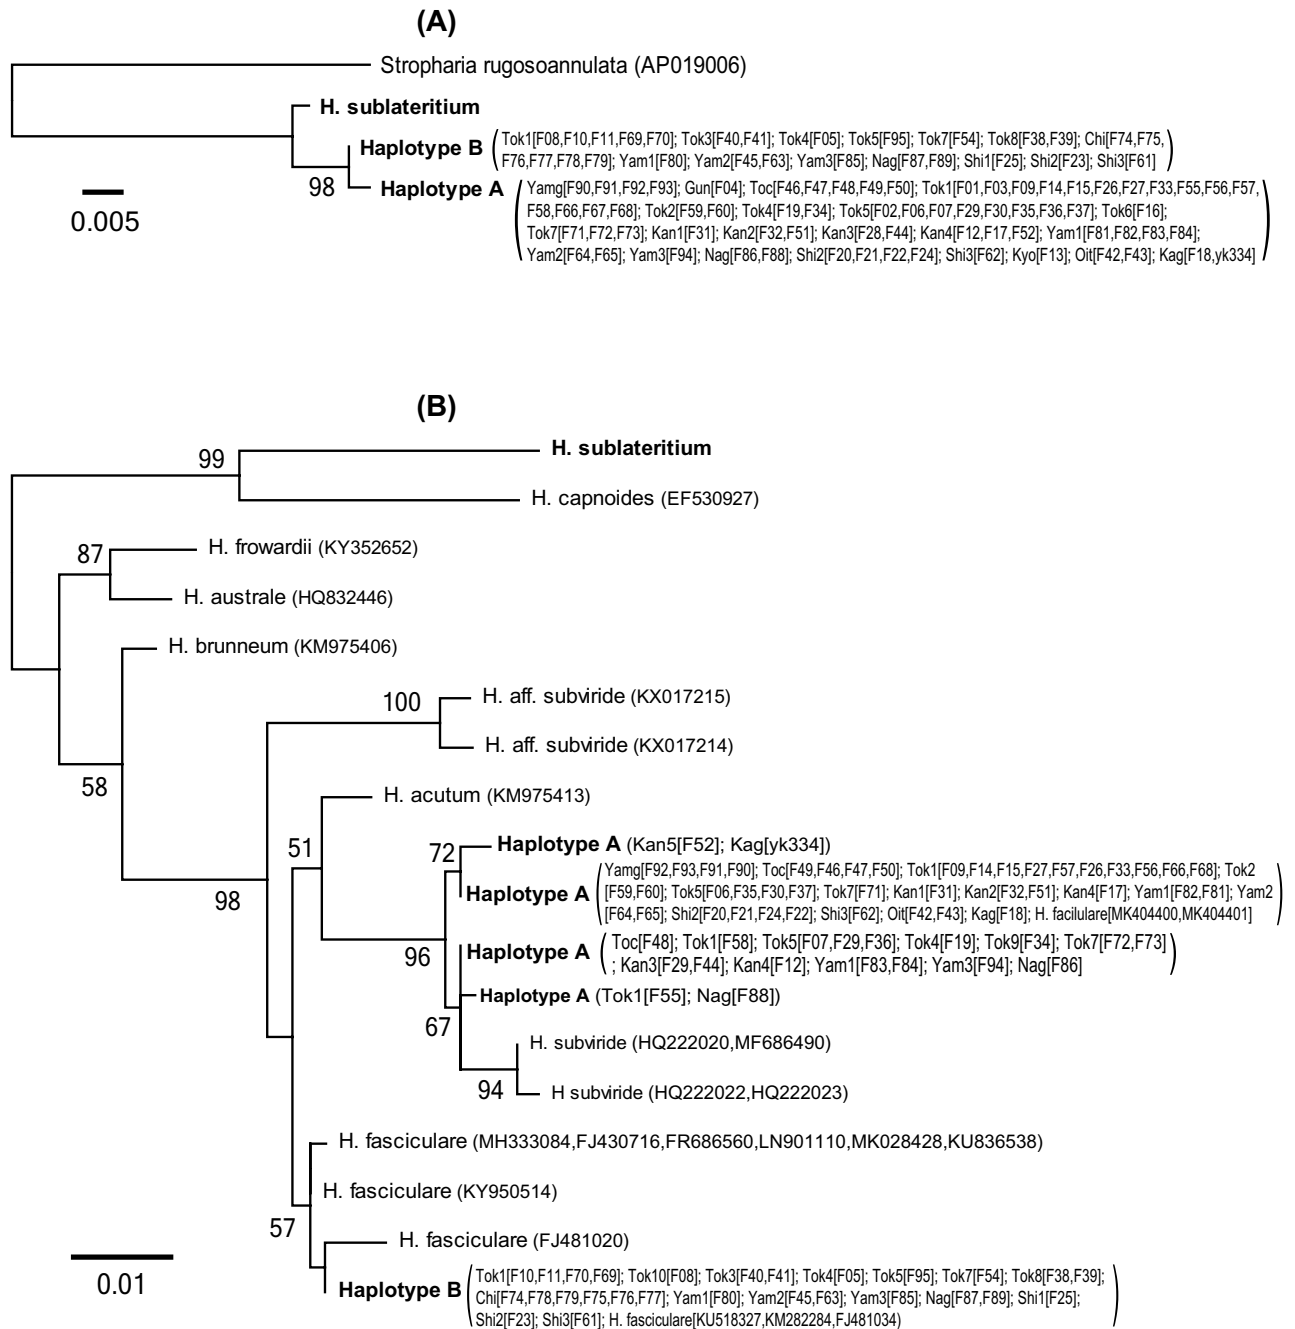 (A)
Stropharia rugosoannulata (AP019006)
H. sublateritium
Haplotype B
Tok1[F08,F10,F11,F69,F70]; Tok3[F40,F41]; Tok4[F05]; Tok5[F95]; Tok7[F54]; Tok8[F38,F39]; Chi[F74,F75,
F76,F77,F78,F79]; Yam1[F80]; Yam2[F45,F63]; Yam3[F85]; Nag[F87,F89]; Shi1[F25]; Shi2[F23]; Shi3[F61]
98
Haplotype A
Yamg[F90,F91,F92,F93]; Gun[F04]; Toc[F46,F47,F48,F49,F50]; Tok1[F01,F03,F09,F14,F15,F26,F27,F33,F55,F56,F57,
F58,F66,F67,F68]; Tok2[F59,F60]; Tok4[F19,F34]; Tok5[F02,F06,F07,F29,F30,F35,F36,F37]; Tok6[F16];
Tok7[F71,F72,F73]; Kan1[F31]; Kan2[F32,F51]; Kan3[F28,F44]; Kan4[F12,F17,F52]; Yam1[F81,F82,F83,F84];
Yam2[F64,F65]; Yam3[F94]; Nag[F86,F88]; Shi2[F20,F21,F22,F24]; Shi3[F62]; Kyo[F13]; Oit[F42,F43]; Kag[F18,yk334]
0.005
(B)
H. sublateritium
99
H. capnoides (EF530927)
H. frowardii (KY352652)
87
H. australe (HQ832446)
H. brunneum (KM975406)
H. aff. subviride (KX017215)
100
H. aff. subviride (KX017214)
58
H. acutum (KM975413)
51
Haplotype A (Kan5[F52]; Kag[yk334])
72
Haplotype A
Yamg[F92,F93,F91,F90]; Toc[F49,F46,F47,F50]; Tok1[F09,F14,F15,F27,F57,F26,F33,F56,F66,F68]; Tok2
[F59,F60]; Tok5[F06,F35,F30,F37]; Tok7[F71]; Kan1[F31]; Kan2[F32,F51]; Kan4[F17]; Yam1[F82,F81]; Yam2
[F64,F65]; Shi2[F20,F21,F24,F22]; Shi3[F62]; Oit[F42,F43]; Kag[F18]; H. facilulare[MK404400,MK404401]
98
96
Haplotype A
Toc[F48]; Tok1[F58]; Tok5[F07,F29,F36]; Tok4[F19]; Tok9[F34]; Tok7[F72,F73]
; Kan3[F29,F44]; Kan4[F12]; Yam1[F83,F84]; Yam3[F94]; Nag[F86]
Haplotype A (Tok1[F55]; Nag[F88])
67
H. subviride (HQ222020,MF686490)
94
H subviride (HQ222022,HQ222023)
H. fasciculare (MH333084,FJ430716,FR686560,LN901110,MK028428,KU836538)
H. fasciculare (KY950514)
57
H. fasciculare (FJ481020)
Haplotype B
Tok1[F10,F11,F70,F69]; Tok10[F08]; Tok3[F40,F41]; Tok4[F05]; Tok5[F95]; Tok7[F54]; Tok8[F38,F39];
Chi[F74,F78,F79,F75,F76,F77]; Yam1[F80]; Yam2[F45,F63]; Yam3[F85]; Nag[F87,F89]; Shi1[F25];
Shi2[F23]; Shi3[F61]; H. fasciculare[KU518327,KM282284,FJ481034)
0.01